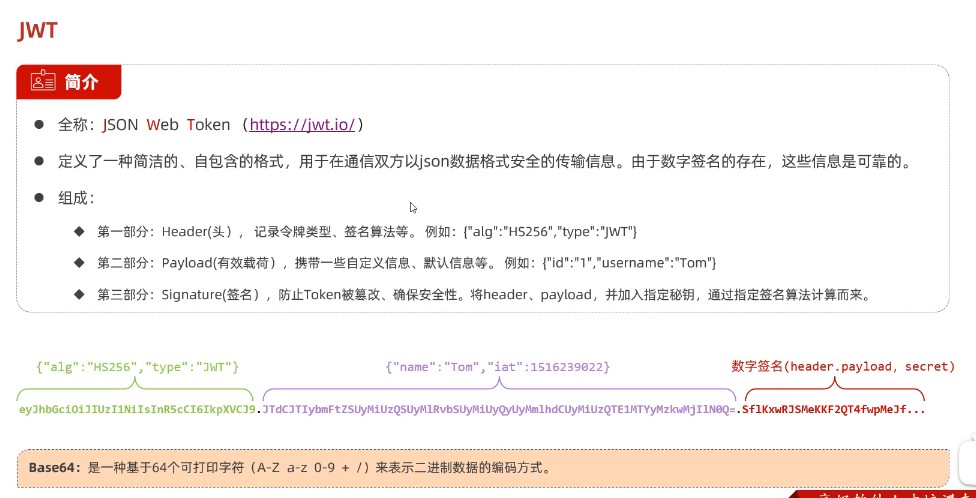 JWT
简介
全称：JSON Web Token （https://jwt.io/）
定义了一种简洁的、自包含的格式，用于在通信双方以json数据格式安全的传输信息。由于数字签名的存在，这些信息是可靠的。
组成：
第一部分：Header(头）， 记录令牌类型、签名算法等。 例如：{"alg":"HS256","type":"JWT"}
第二部分：Payload(有效载荷），携带一些自定义信息、默认信息等。 例如：{"id":"1","username":"Tom"}
第三部分：Signature(签名），防止Token被篡改、确保安全性。将header、payload，并加入指定秘钥，通过指定签名算法计算而来。
{"alg":"HS256","type":"JWT"} {"name":"Tom","iat":1516239022} 数字签名(header.payload, secret)
eyJhbGciOiJIUzI1NiIsInR5cCI6IkpXVCJ9.JTdCJTIybmFtZSUyMiUzQSUyMlRvbSUyMiUyQyUyMmlhdCUyMiUzQTE1MTYyMzkwMjIlN0Q=.SflKxwRJSMeKKF2QT4fwpMeJf...
Base64：是一种基于64个可打印字符（A-Z a-z 0-9 + /）来表示二进制数据的编码方式。